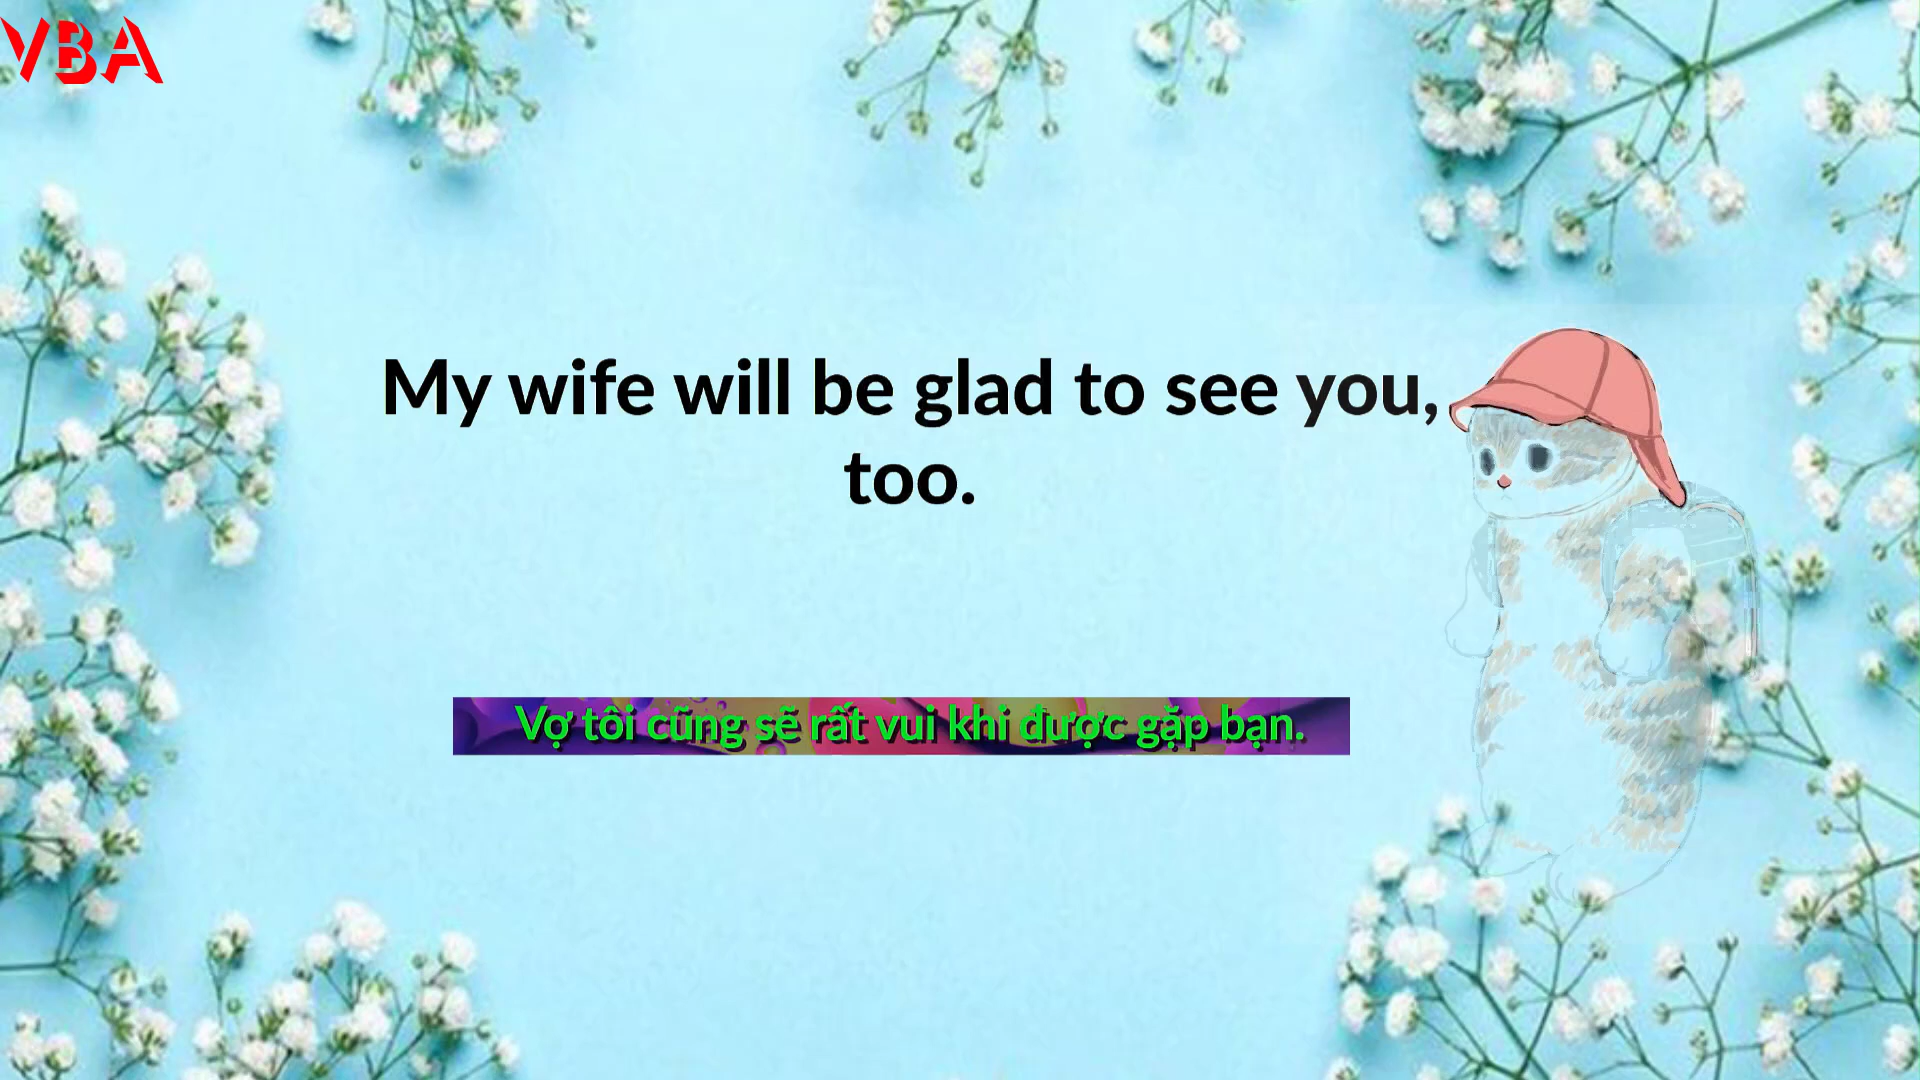 VBA
My wife will be glad to see you,
too.
Vợ tôi cũng sẽ rất vui khi được gặp bạn.